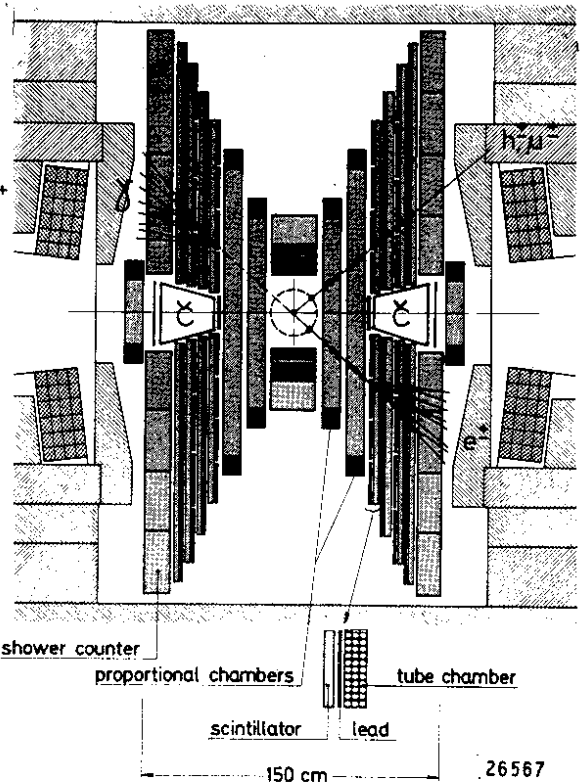 h, μ⁻
+
γ
Č
Č
e⁺
shower counter
proportional chambers
tube chamber
scintillator
lead
150 cm
26567